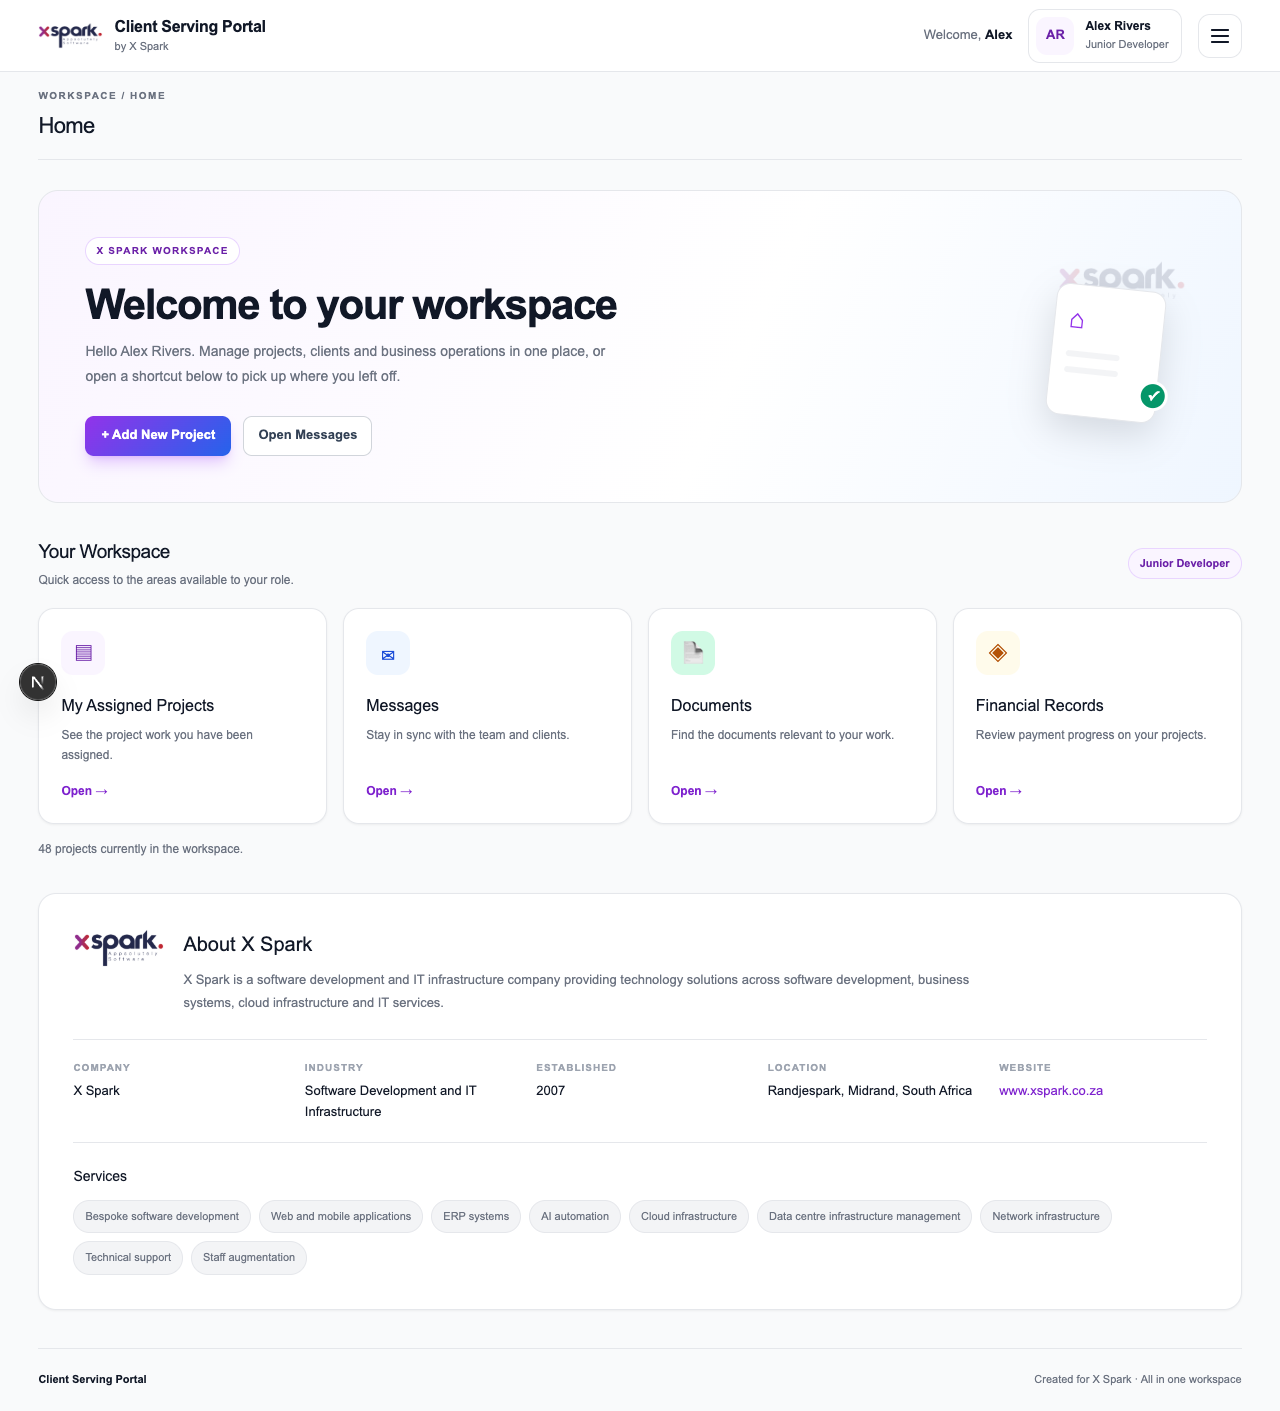 xspark.
Appsolutely
Software
Client Serving Portal
by X Spark
Welcome, Alex
AR
Alex Rivers
Junior Developer
WORKSPACE / HOME
Home
X SPARK WORKSPACE
Welcome to your workspace
Hello Alex Rivers. Manage projects, clients and business operations in one place, or
open a shortcut below to pick up where you left off.
+ Add New Project
Open Messages
xspark.
Your Workspace
Quick access to the areas available to your role.
Junior Developer
My Assigned Projects
See the project work you have been
assigned.
Open →
Messages
Stay in sync with the team and clients.
Open →
Documents
Find the documents relevant to your work.
Open →
Financial Records
Review payment progress on your projects.
Open →
N
48 projects currently in the workspace.
xspark.
Appsolutely
Software
About X Spark
X Spark is a software development and IT infrastructure company providing technology solutions across software development, business
systems, cloud infrastructure and IT services.
COMPANY
X Spark
INDUSTRY
Software Development and IT
Infrastructure
ESTABLISHED
2007
LOCATION
Randjespark, Midrand, South Africa
WEBSITE
www.xspark.co.za
Services
Bespoke software development
Web and mobile applications
ERP systems
AI automation
Cloud infrastructure
Data centre infrastructure management
Network infrastructure
Technical support
Staff augmentation
Client Serving Portal
Created for X Spark · All in one workspace